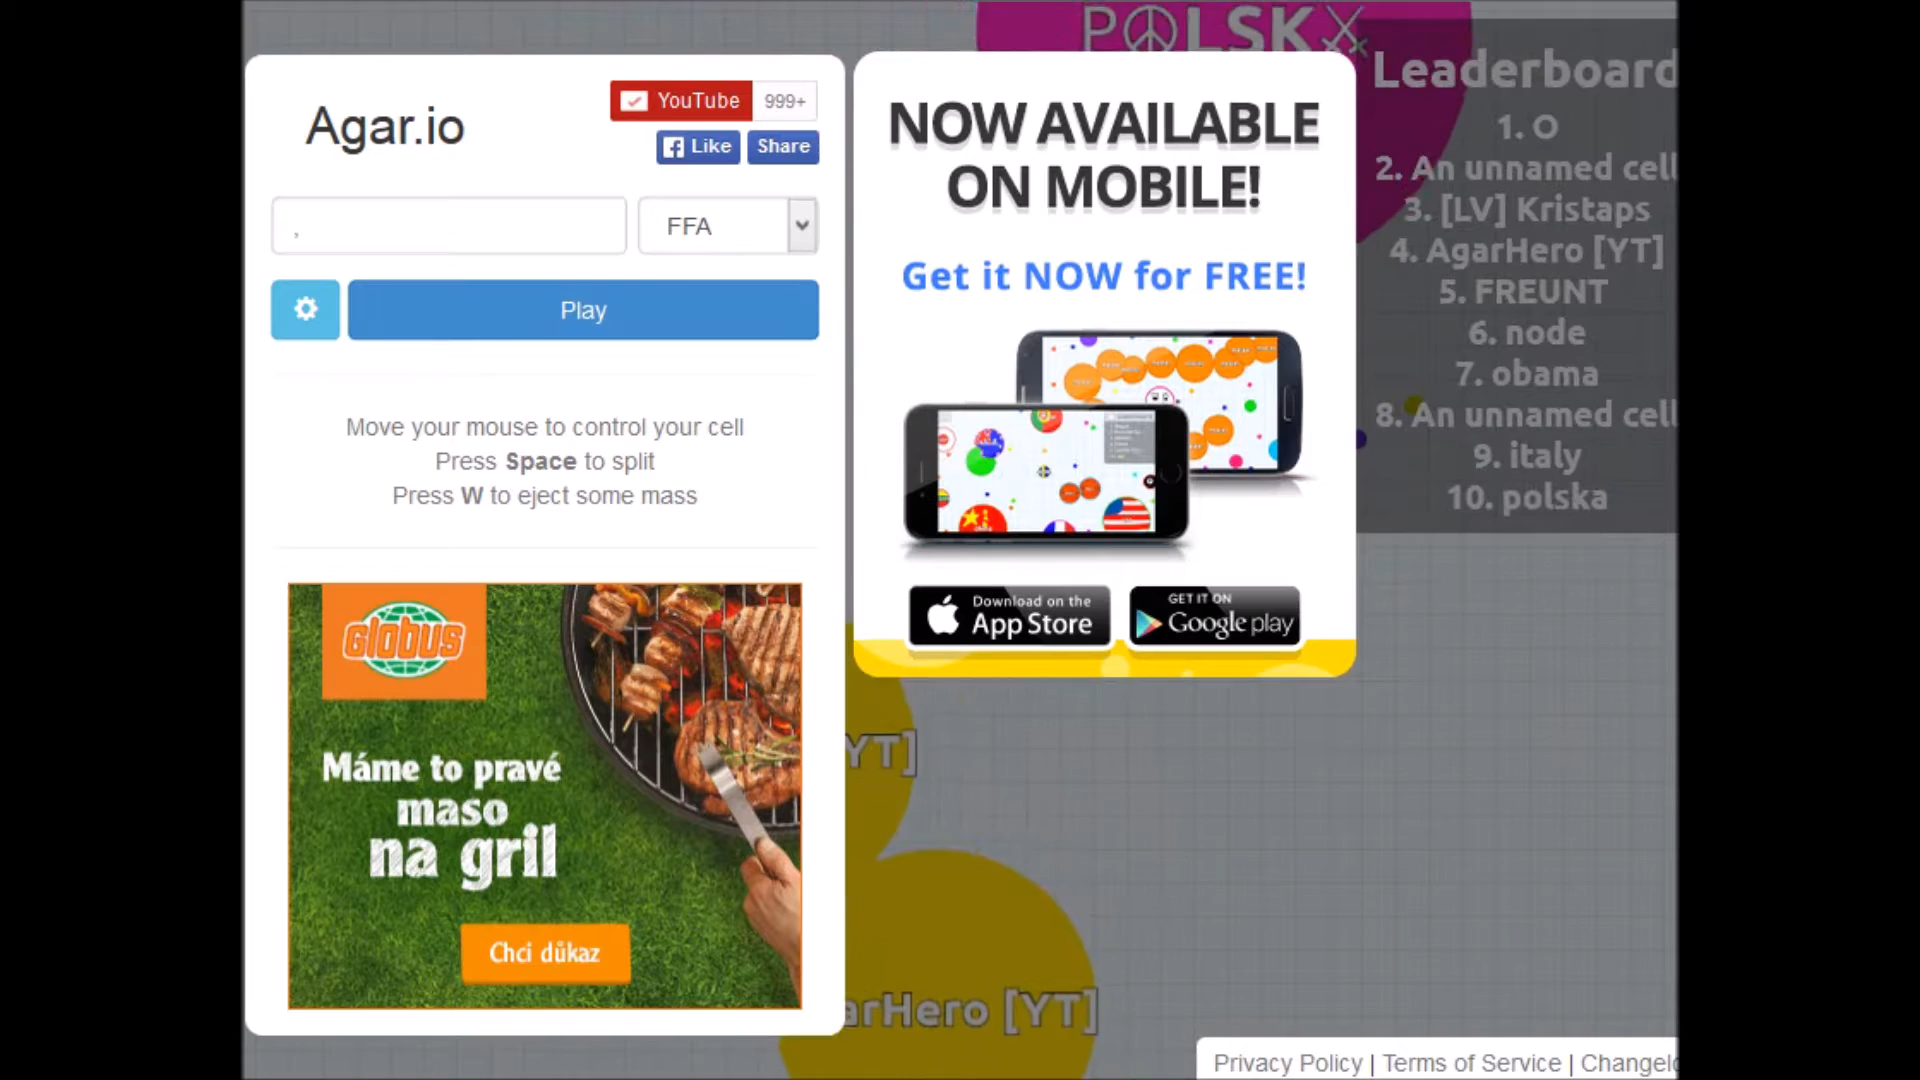 POLSK
Agar.io
YouTube 999+
Like Share
,
FFA
Play
Move your mouse to control your cell
Press Space to split
Press W to eject some mass
GLOBUS
Máme to pravé
maso
na gril
Chci důkaz
NOW AVAILABLE
ON MOBILE!
Get it NOW for FREE!
Download on the
App Store
GET IT ON
Google play
Leaderboard
1. O
2. An unnamed cell
3. [LV] Kristaps
4. AgarHero [YT]
5. FREUNT
6. node
7. obama
8. An unnamed cell
9. italy
10. polska
YT]
arHero [YT]
Privacy Policy | Terms of Service | Changelo